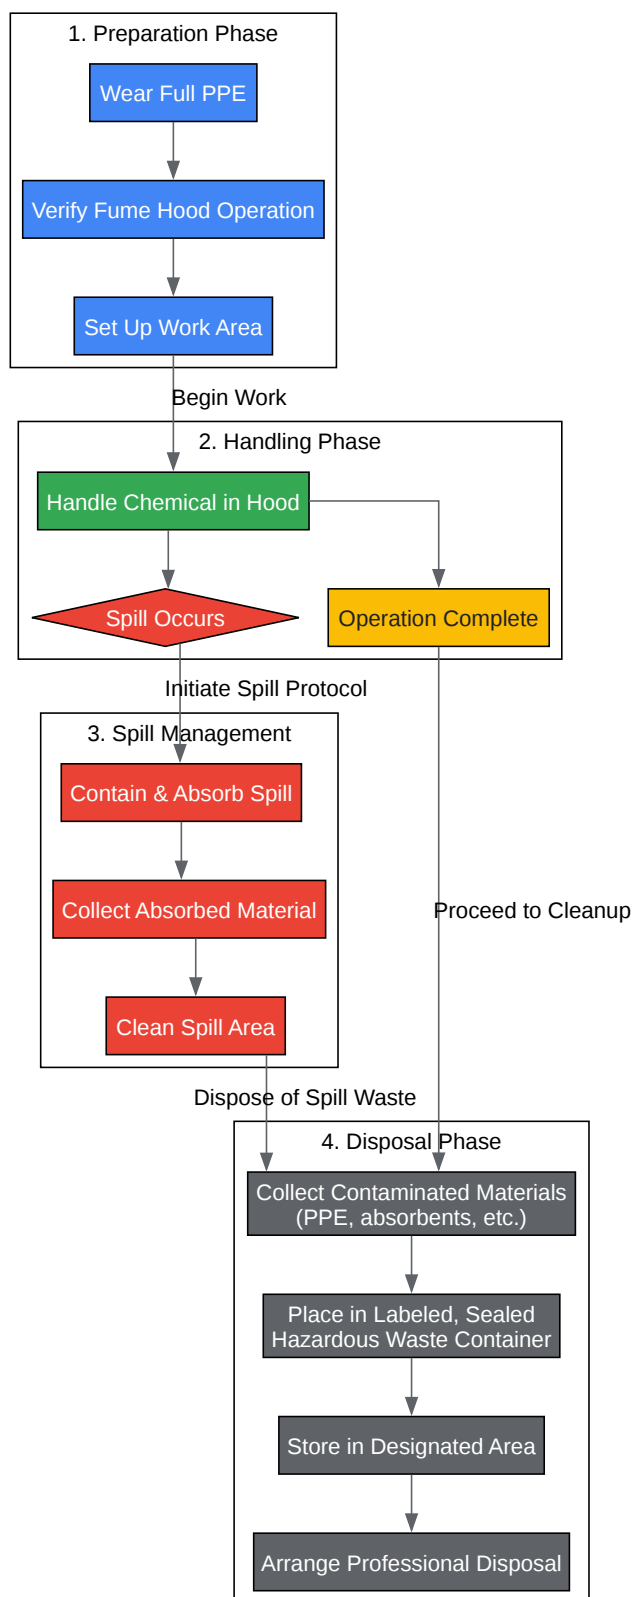 1. Preparation Phase
Wear Full PPE
Verify Fume Hood Operation
Set Up Work Area
Begin Work
2. Handling Phase
Handle Chemical in Hood
Spill Occurs
Operation Complete
Initiate Spill Protocol
3. Spill Management
Contain & Absorb Spill
Collect Absorbed Material
Proceed to Cleanup
Clean Spill Area
Dispose of Spill Waste
4. Disposal Phase
Collect Contaminated Materials
(PPE, absorbents, etc.)
Place in Labeled, Sealed
Hazardous Waste Container
Store in Designated Area
Arrange Professional Disposal